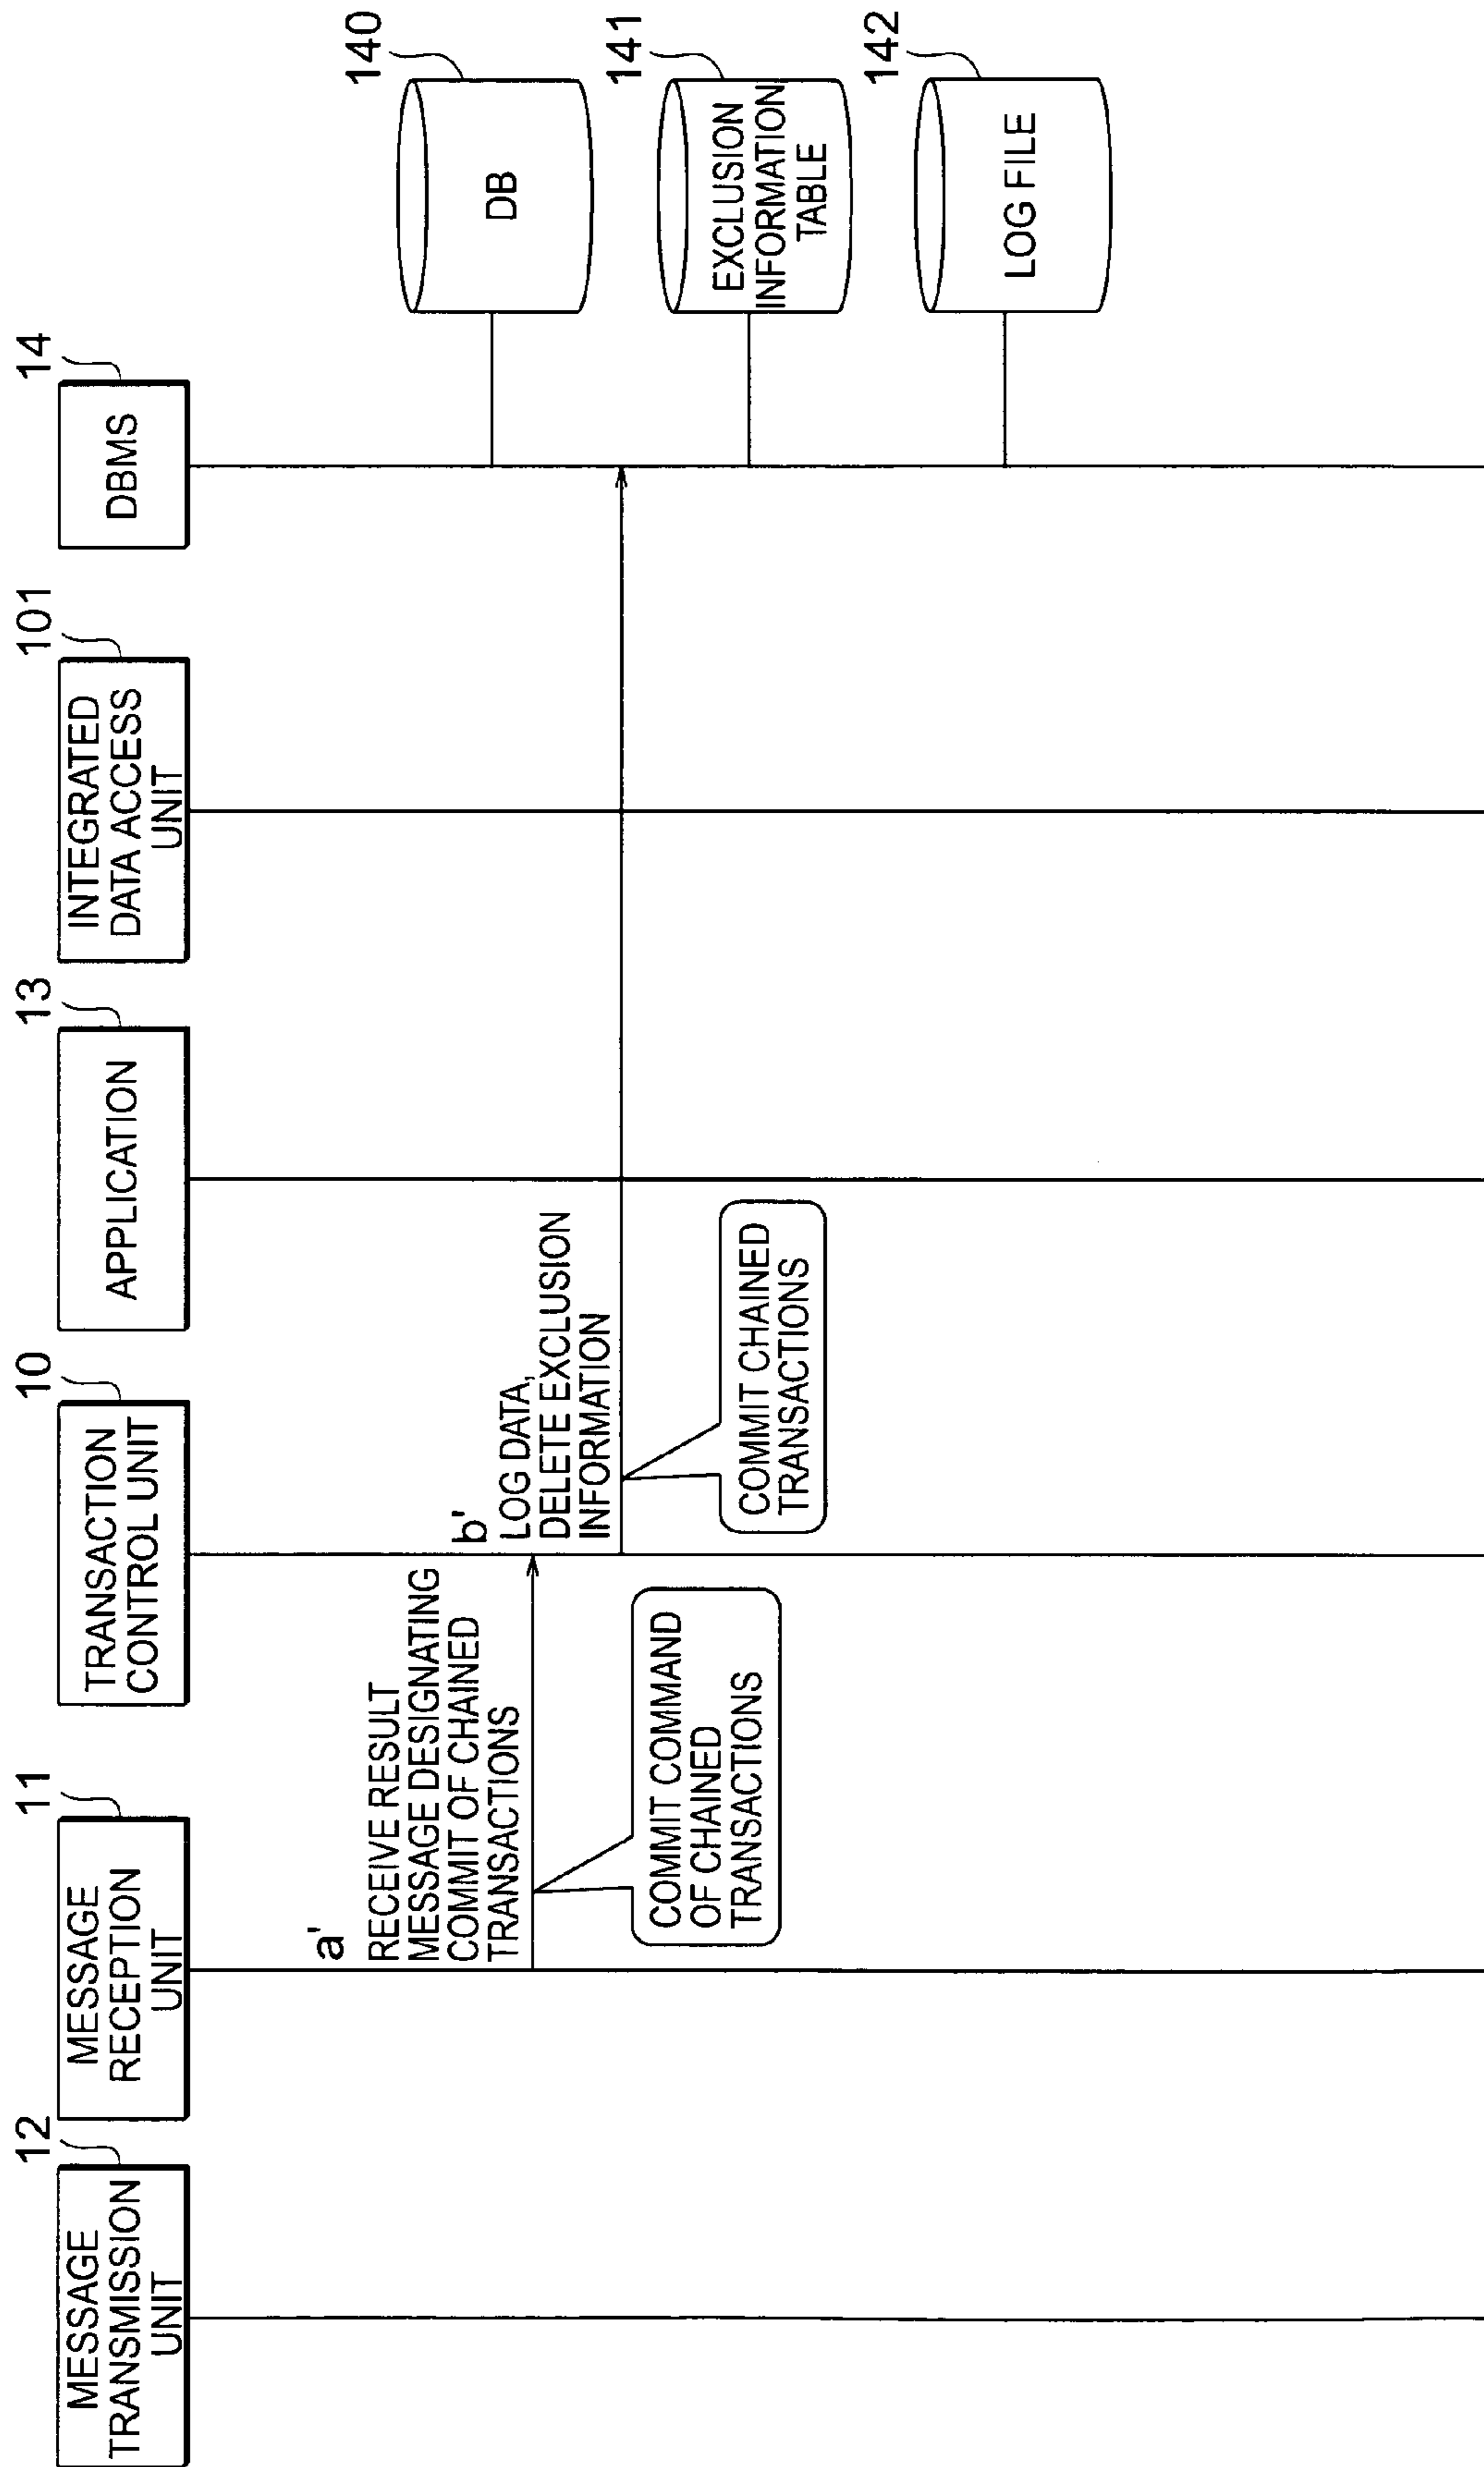 12
MESSAGE
TRANSMISSION
UNIT
11
MESSAGE
RECEPTION
UNIT
10
TRANSACTION
CONTROL UNIT
13
APPLICATION
101
INTEGRATED
DATA ACCESS
UNIT
14
DBMS
a'
RECEIVE RESULT
MESSAGE DESIGNATING
COMMIT OF CHAINED
TRANSACTIONS
COMMIT COMMAND
OF CHAINED
TRANSACTIONS
b'
LOG DATA,
DELETE EXCLUSION
INFORMATION
COMMIT CHAINED
TRANSACTIONS
140
DB
141
EXCLUSION
INFORMATION
TABLE
142
LOG FILE